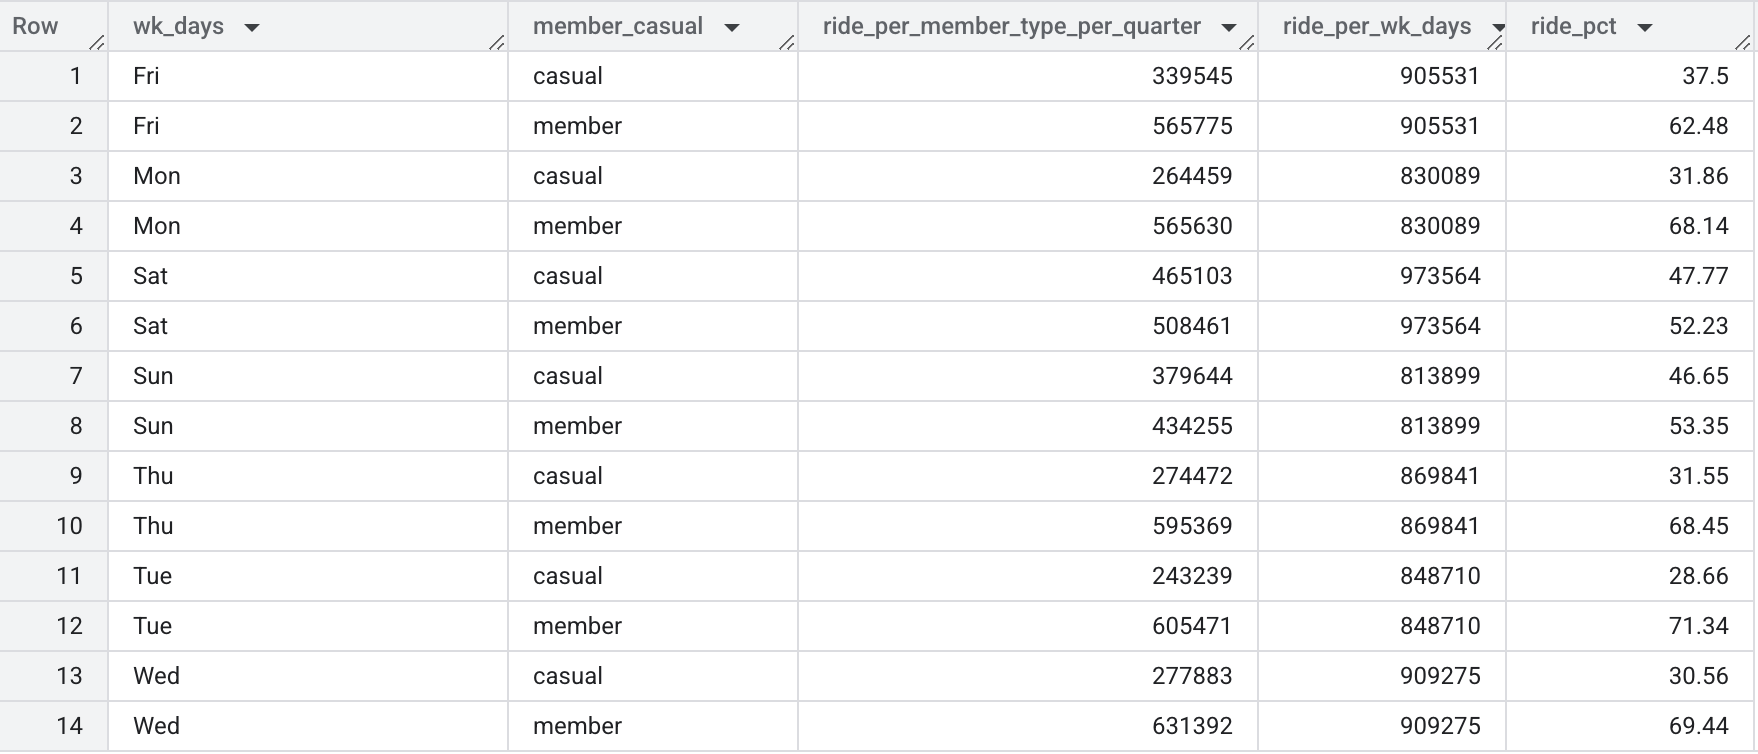 Row wk_days member_casual ride_per_member_type_per_quarter ride_per_wk_days ride_pct
1 Fri casual 339545 905531 37.5
2 Fri member 565775 905531 62.48
3 Mon casual 264459 830089 31.86
4 Mon member 565630 830089 68.14
5 Sat casual 465103 973564 47.77
6 Sat member 508461 973564 52.23
7 Sun casual 379644 813899 46.65
8 Sun member 434255 813899 53.35
9 Thu casual 274472 869841 31.55
10 Thu member 595369 869841 68.45
11 Tue casual 243239 848710 28.66
12 Tue member 605471 848710 71.34
13 Wed casual 277883 909275 30.56
14 Wed member 631392 909275 69.44